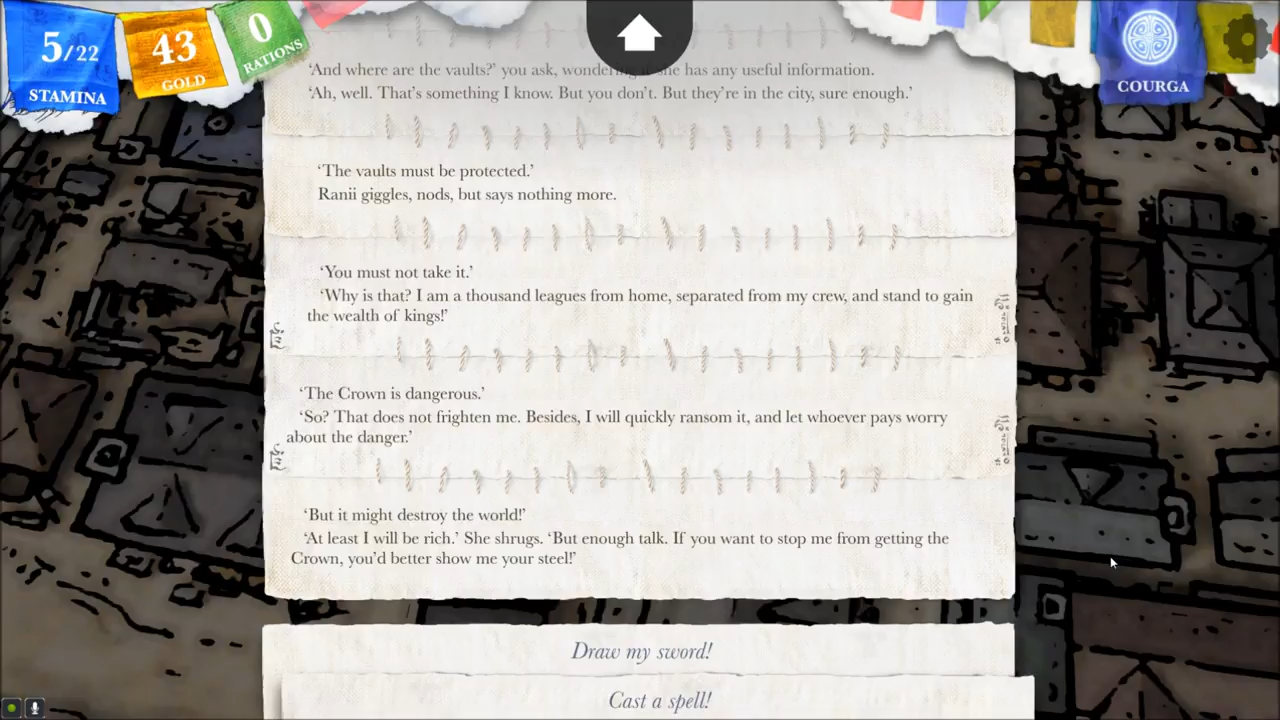 5/22
STAMINA
43
GOLD
0
RATIONS
COURGA
‘And where are the vaults?’ you ask, wondering if she has any useful information.
‘Ah, well. That’s something I know. But you don’t. But they’re in the city, sure enough.’
‘The vaults must be protected.’
Ranii giggles, nods, but says nothing more.
‘You must not take it.’
‘Why is that? I am a thousand leagues from home, separated from my crew, and stand to gain
the wealth of kings!’
‘The Crown is dangerous.’
‘So? That does not frighten me. Besides, I will quickly ransom it, and let whoever pays worry
about the danger.’
‘But it might destroy the world!’
‘At least I will be rich.’ She shrugs. ‘But enough talk. If you want to stop me from getting the
Crown, you’d better show me your steel!’
Draw my sword!
Cast a spell!